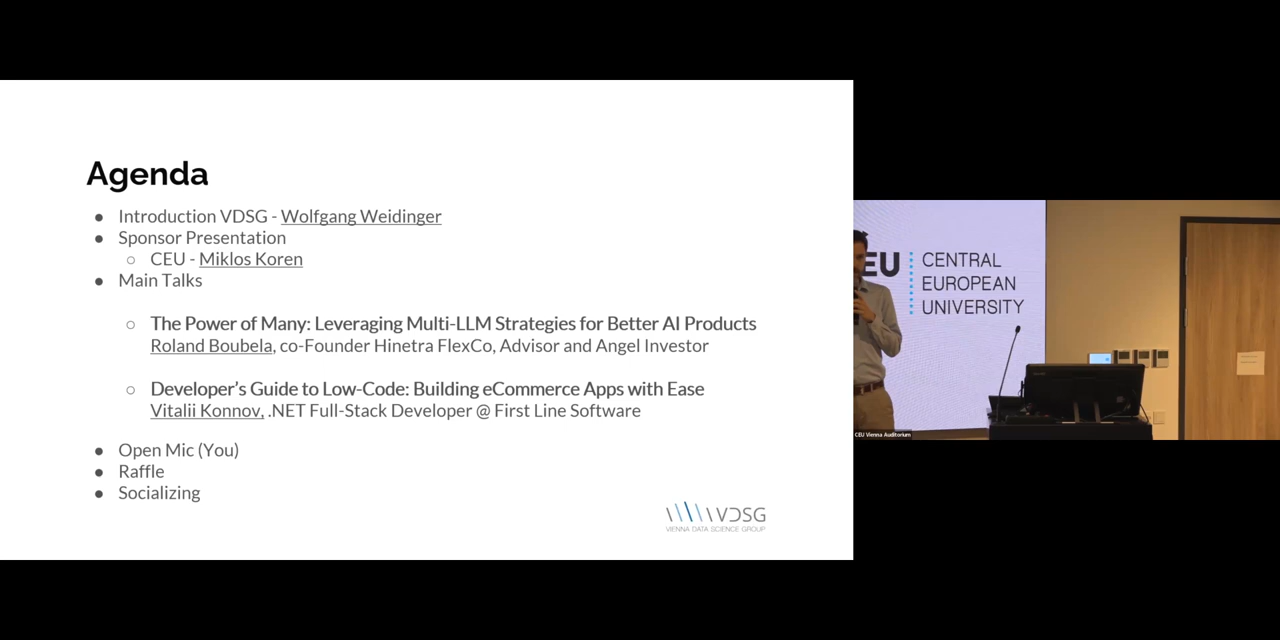 Agenda
● Introduction VDSG - Wolfgang Weidinger
● Sponsor Presentation
○ CEU - Miklos Koren
● Main Talks
○ The Power of Many: Leveraging Multi-LLM Strategies for Better AI Products
Roland Boubela, co-Founder Hinetra FlexCo, Advisor and Angel Investor
○ Developer's Guide to Low-Code: Building eCommerce Apps with Ease
Vitalii Konnov, .NET Full-Stack Developer @ First Line Software
● Open Mic (You)
● Raffle
● Socializing
VDSG
VIENNA DATA SCIENCE GROUP
EU
CENTRAL
EUROPEAN
UNIVERSITY
CEU Vienna Auditorium